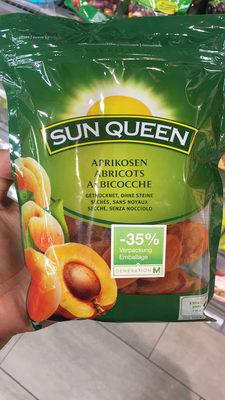 SUN QUEEN
APRIKOSEN
ABRICOTS
ALBICOCCHE
GETROCKNET, OHNE STEINE
SÉCHÉS, SANS NOYAUX
SECCHE, SENZA NOCCIOLO
-35%
Verpackung
Emballage
GENERATION M